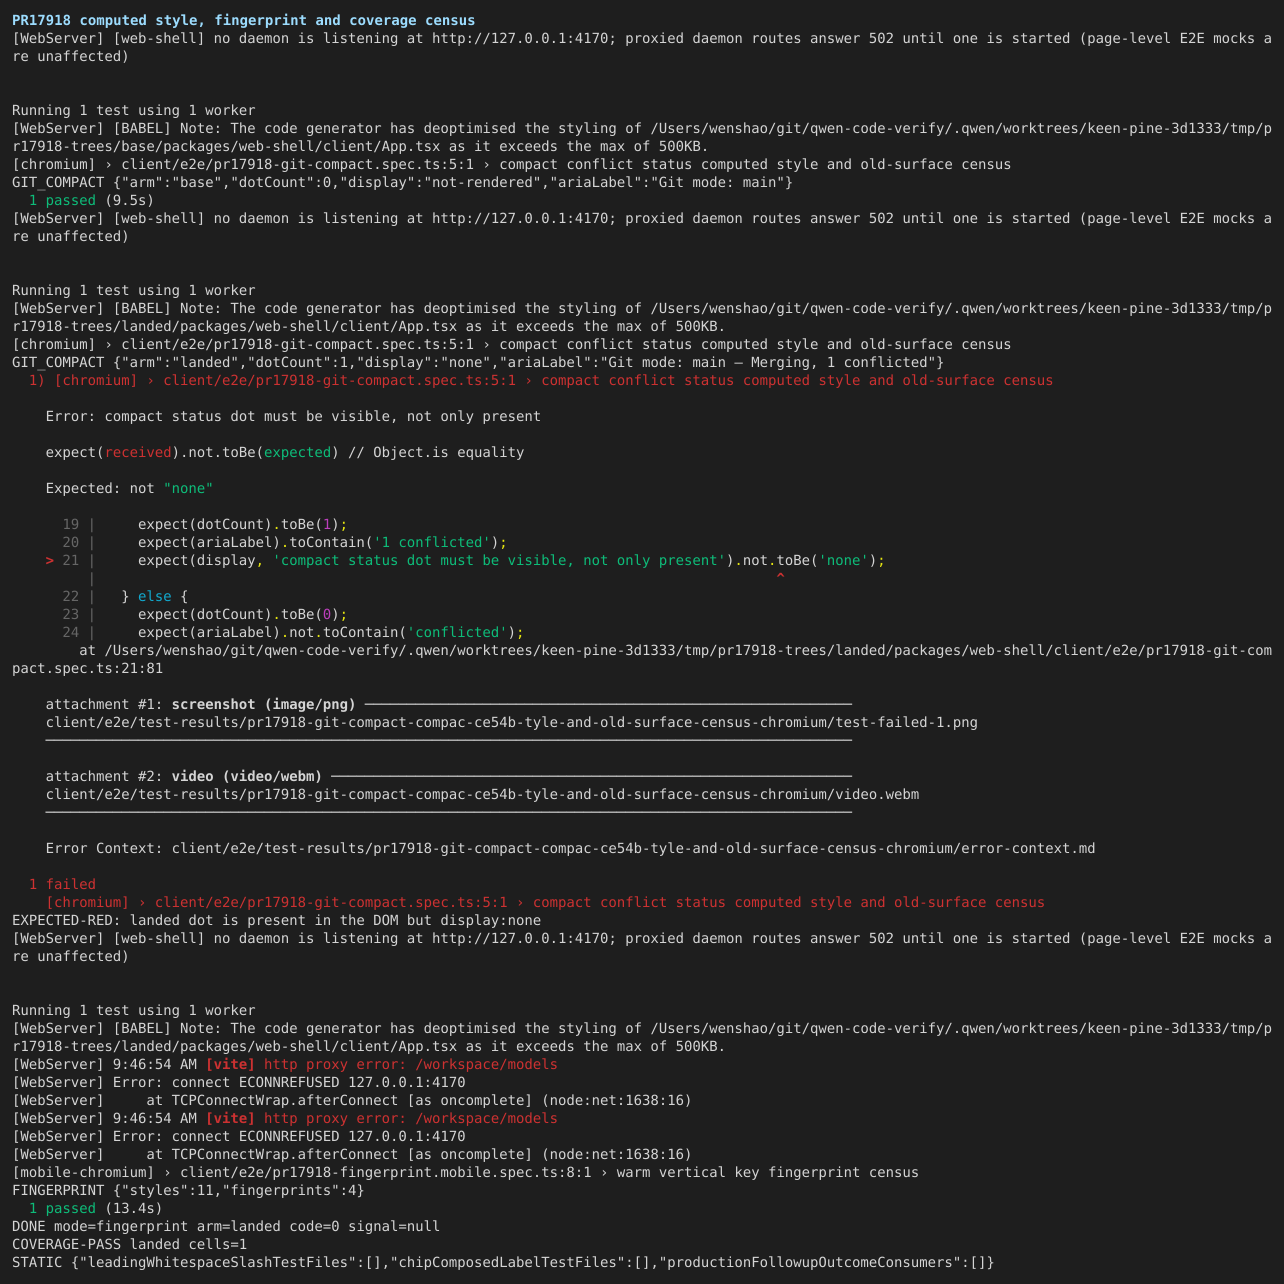 PR17918 computed style, fingerprint and coverage census
[WebServer] [web-shell] no daemon is listening at http://127.0.0.1:4170; proxied daemon routes answer 502 until one is started (page-level E2E mocks a
re unaffected)
Running 1 test using 1 worker
[WebServer] [BABEL] Note: The code generator has deoptimised the styling of /Users/wenshao/git/qwen-code-verify/.qwen/worktrees/keen-pine-3d1333/tmp/p
r17918-trees/base/packages/web-shell/client/App.tsx as it exceeds the max of 500KB.
[chromium] › client/e2e/pr17918-git-compact.spec.ts:5:1 › compact conflict status computed style and old-surface census
GIT_COMPACT {"arm":"base","dotCount":0,"display":"not-rendered","ariaLabel":"Git mode: main"}
  1 passed (9.5s)
[WebServer] [web-shell] no daemon is listening at http://127.0.0.1:4170; proxied daemon routes answer 502 until one is started (page-level E2E mocks a
re unaffected)
Running 1 test using 1 worker
[WebServer] [BABEL] Note: The code generator has deoptimised the styling of /Users/wenshao/git/qwen-code-verify/.qwen/worktrees/keen-pine-3d1333/tmp/p
r17918-trees/landed/packages/web-shell/client/App.tsx as it exceeds the max of 500KB.
[chromium] › client/e2e/pr17918-git-compact.spec.ts:5:1 › compact conflict status computed style and old-surface census
GIT_COMPACT {"arm":"landed","dotCount":1,"display":"none","ariaLabel":"Git mode: main — Merging, 1 conflicted"}
  1) [chromium] › client/e2e/pr17918-git-compact.spec.ts:5:1 › compact conflict status computed style and old-surface census
    Error: compact status dot must be visible, not only present
    expect(received).not.toBe(expected) // Object.is equality
    Expected: not "none"
      19 |     expect(dotCount).toBe(1);
      20 |     expect(ariaLabel).toContain('1 conflicted');
    > 21 |     expect(display, 'compact status dot must be visible, not only present').not.toBe('none');
         |                                                                                 ^
      22 |   } else {
      23 |     expect(dotCount).toBe(0);
      24 |     expect(ariaLabel).not.toContain('conflicted');
        at /Users/wenshao/git/qwen-code-verify/.qwen/worktrees/keen-pine-3d1333/tmp/pr17918-trees/landed/packages/web-shell/client/e2e/pr17918-git-com
pact.spec.ts:21:81
    attachment #1: screenshot (image/png) ──────────────────────────────────────────────────────────
    client/e2e/test-results/pr17918-git-compact-compac-ce54b-tyle-and-old-surface-census-chromium/test-failed-1.png
    ────────────────────────────────────────────────────────────────────────────────────────────────
    attachment #2: video (video/webm) ──────────────────────────────────────────────────────────────
    client/e2e/test-results/pr17918-git-compact-compac-ce54b-tyle-and-old-surface-census-chromium/video.webm
    ────────────────────────────────────────────────────────────────────────────────────────────────
    Error Context: client/e2e/test-results/pr17918-git-compact-compac-ce54b-tyle-and-old-surface-census-chromium/error-context.md
  1 failed
    [chromium] › client/e2e/pr17918-git-compact.spec.ts:5:1 › compact conflict status computed style and old-surface census
EXPECTED-RED: landed dot is present in the DOM but display:none
[WebServer] [web-shell] no daemon is listening at http://127.0.0.1:4170; proxied daemon routes answer 502 until one is started (page-level E2E mocks a
re unaffected)
Running 1 test using 1 worker
[WebServer] [BABEL] Note: The code generator has deoptimised the styling of /Users/wenshao/git/qwen-code-verify/.qwen/worktrees/keen-pine-3d1333/tmp/p
r17918-trees/landed/packages/web-shell/client/App.tsx as it exceeds the max of 500KB.
[WebServer] 9:46:54 AM [vite] http proxy error: /workspace/models
[WebServer] Error: connect ECONNREFUSED 127.0.0.1:4170
[WebServer]     at TCPConnectWrap.afterConnect [as oncomplete] (node:net:1638:16)
[WebServer] 9:46:54 AM [vite] http proxy error: /workspace/models
[WebServer] Error: connect ECONNREFUSED 127.0.0.1:4170
[WebServer]     at TCPConnectWrap.afterConnect [as oncomplete] (node:net:1638:16)
[mobile-chromium] › client/e2e/pr17918-fingerprint.mobile.spec.ts:8:1 › warm vertical key fingerprint census
FINGERPRINT {"styles":11,"fingerprints":4}
  1 passed (13.4s)
DONE mode=fingerprint arm=landed code=0 signal=null
COVERAGE-PASS landed cells=1
STATIC {"leadingWhitespaceSlashTestFiles":[],"chipComposedLabelTestFiles":[],"productionFollowupOutcomeConsumers":[]}